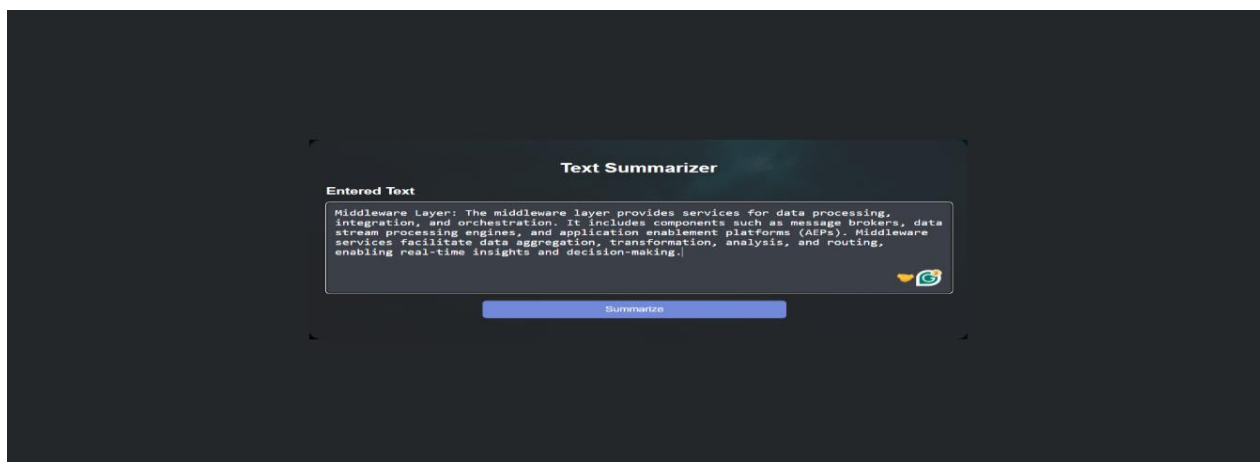 Text Summarizer
Entered Text
Middleware Layer: The middleware layer provides services for data processing,
integration, and orchestration. It includes components such as message brokers, data
stream processing engines, and application enablement platforms (AEPs). Middleware
services facilitate data aggregation, transformation, analysis, and routing,
enabling real-time insights and decision-making.
Summarize